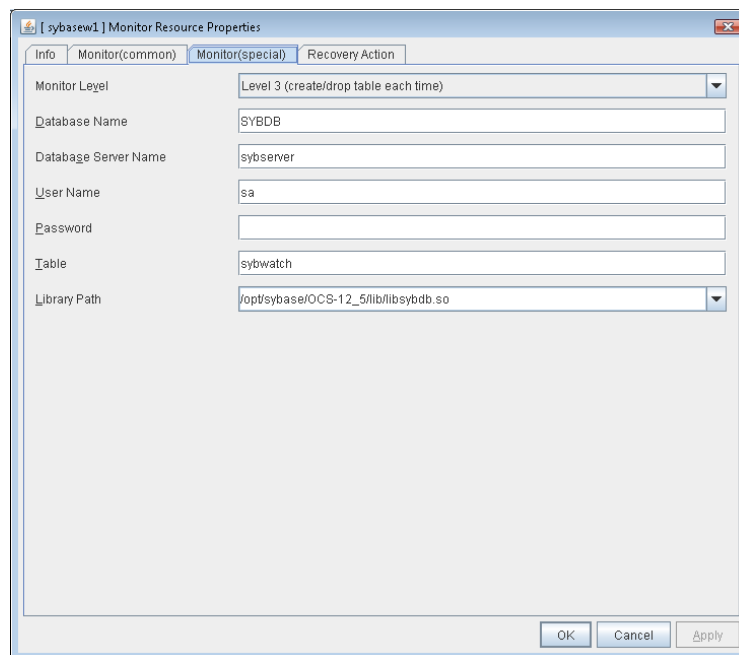 [ sybasew1 ] Monitor Resource Properties
Info Monitor(common) Monitor(special) Recovery Action
Monitor Level Level 3 (create/drop table each time)
Database Name SYBDB
Database Server Name sybserver
User Name sa
Password
Table sybwatch
Library Path /opt/sybase/OCS-12_5/lib/libsybdb.so
OK Cancel Apply